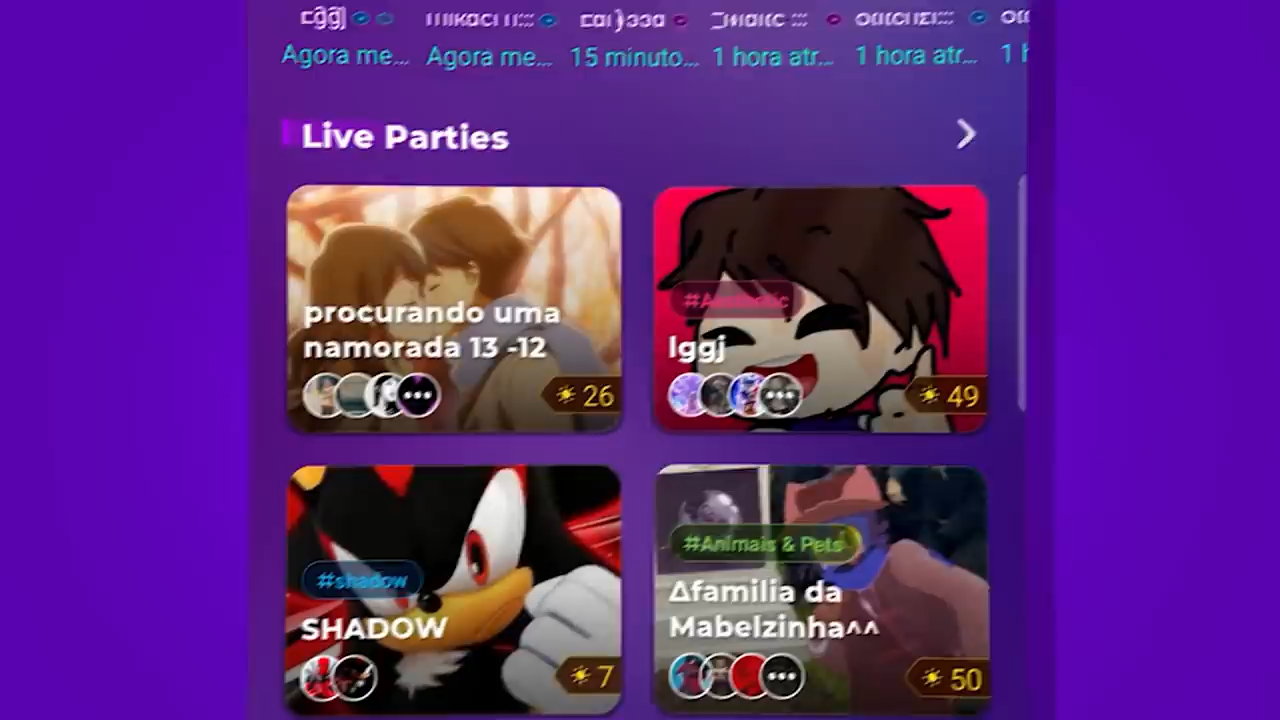 Agora me... Agora me... 15 minuto... 1 hora atr... 1 hora atr... 1 h
Live Parties
procurando uma
namorada 13 -12
26
lggj
49
#shadow
SHADOW
7
#Animais & Pets
∆familia da
Mabelzinha^^
50